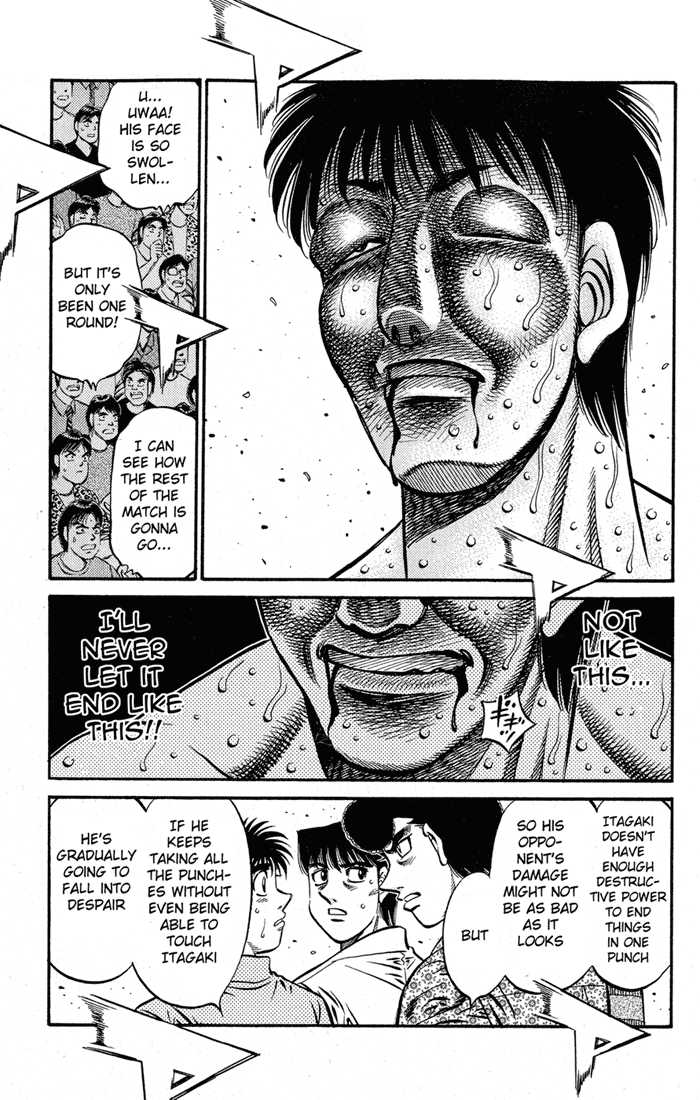 U...
UWAA!
HIS FACE
IS SO
SWOL-
LEN...
BUT IT'S
ONLY
BEEN ONE
ROUND!
I CAN
SEE HOW
THE REST
OF THE
MATCH IS
GONNA
GO...
NOT
LIKE
THIS...
I'LL
NEVER
LET IT
END LIKE
THIS!!
ITAGAKI
DOESN'T
HAVE
ENOUGH
DESTRUC-
TIVE POWER
TO END
THINGS
IN ONE
PUNCH
SO HIS
OPPO-
NENT'S
DAMAGE
MIGHT NOT
BE AS BAD
AS IT
LOOKS
BUT
IF HE
KEEPS
TAKING ALL
THE PUNCH-
ES WITHOUT
EVEN BEING
ABLE TO
TOUCH
ITAGAKI
HE'S
GRADUALLY
GOING TO
FALL INTO
DESPAIR